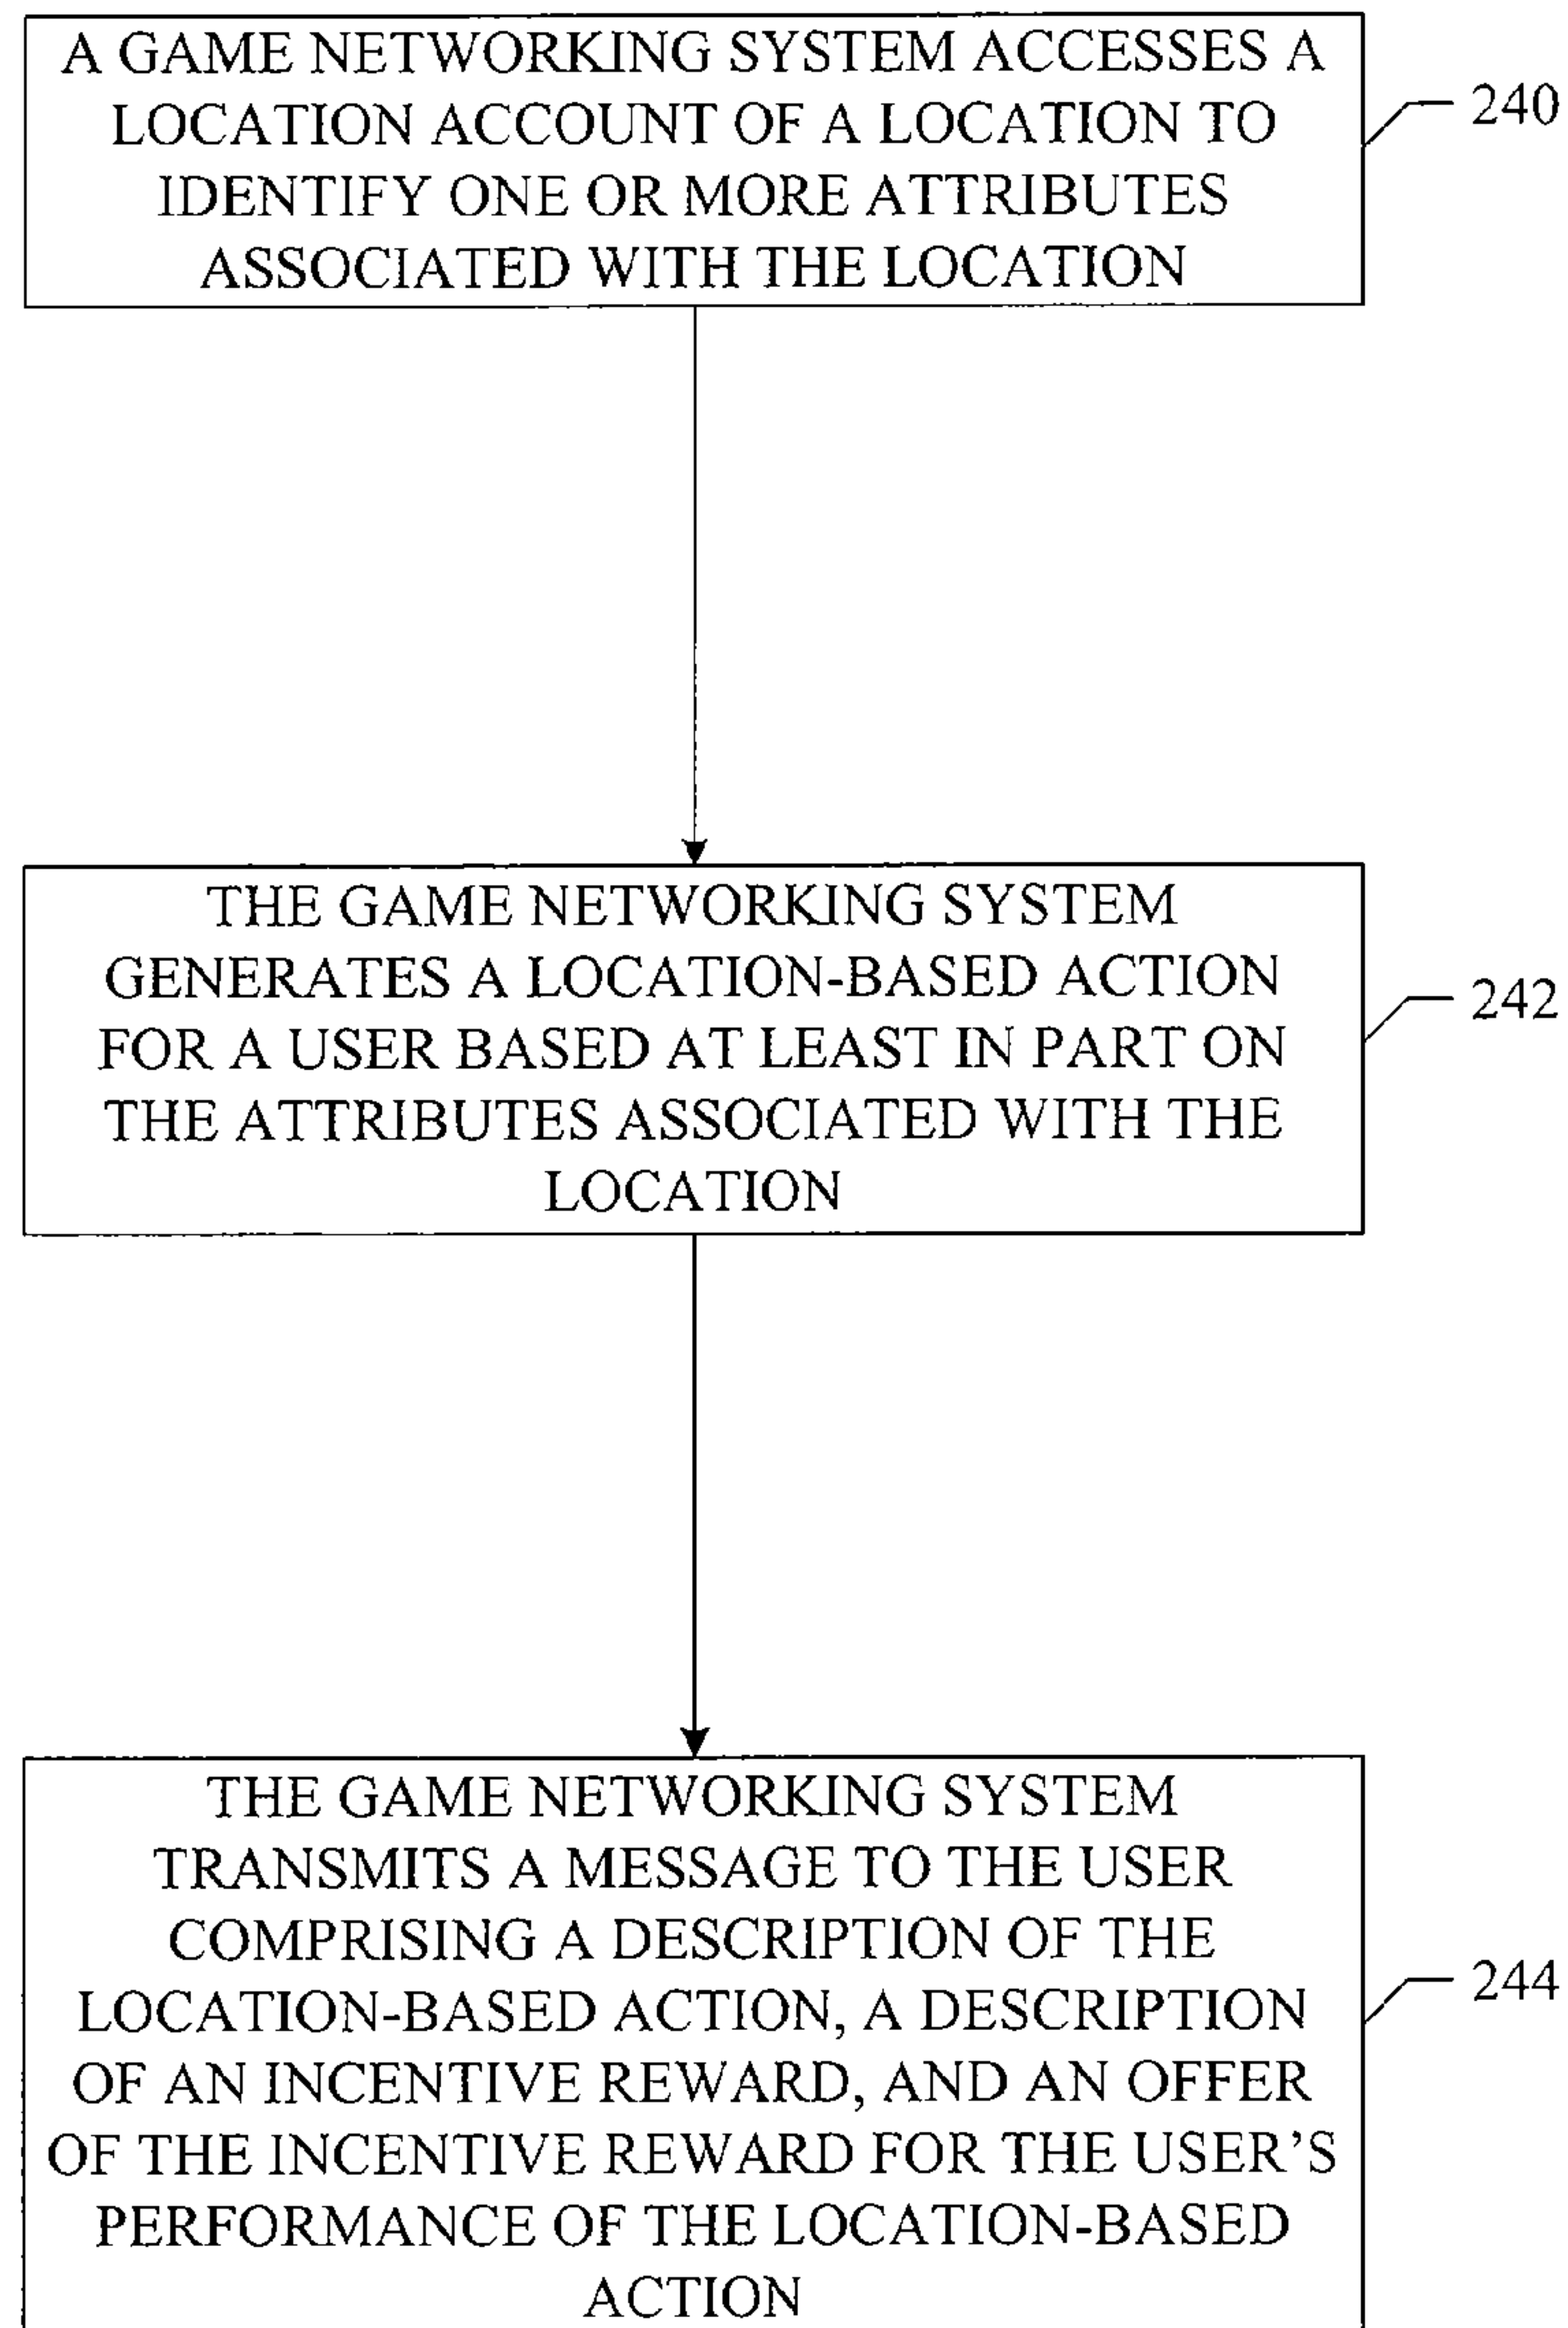 A GAME NETWORKING SYSTEM ACCESSES A
LOCATION ACCOUNT OF A LOCATION TO
IDENTIFY ONE OR MORE ATTRIBUTES
ASSOCIATED WITH THE LOCATION
240
THE GAME NETWORKING SYSTEM
GENERATES A LOCATION-BASED ACTION
FOR A USER BASED AT LEAST IN PART ON
THE ATTRIBUTES ASSOCIATED WITH THE
LOCATION
242
THE GAME NETWORKING SYSTEM
TRANSMITS A MESSAGE TO THE USER
COMPRISING A DESCRIPTION OF THE
LOCATION-BASED ACTION, A DESCRIPTION
OF AN INCENTIVE REWARD, AND AN OFFER
OF THE INCENTIVE REWARD FOR THE USER’S
PERFORMANCE OF THE LOCATION-BASED
ACTION
244